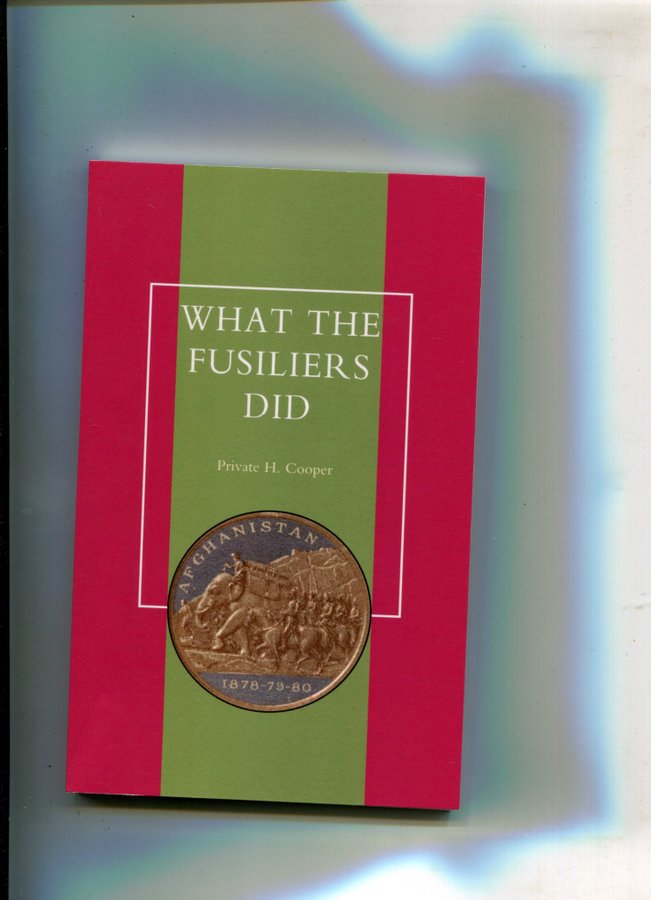 WHAT THE
FUSILIERS
DID
Private H. Cooper
AFGHANISTAN
1878-79-80